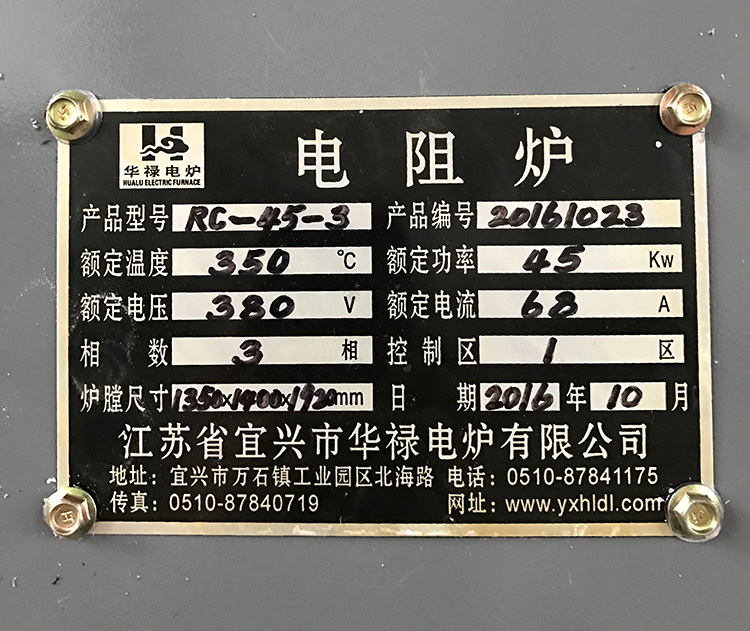 华禄电炉
HUALU ELECTRIC FURNACE
电阻炉
产品型号 RC-45-3 产品编号 20161023
额定温度 350 ℃ 额定功率 45 Kw
额定电压 380 V 额定电流 68 A
相数 3 相 控制区 1 区
炉膛尺寸 1350x1400x1920mm 日期 2016 年 10 月
江苏省宜兴市华禄电炉有限公司
地址：宜兴市万石镇工业园区北海路 电话：0510-87841175
传真：0510-87840719 网址：www.yxhldl.com